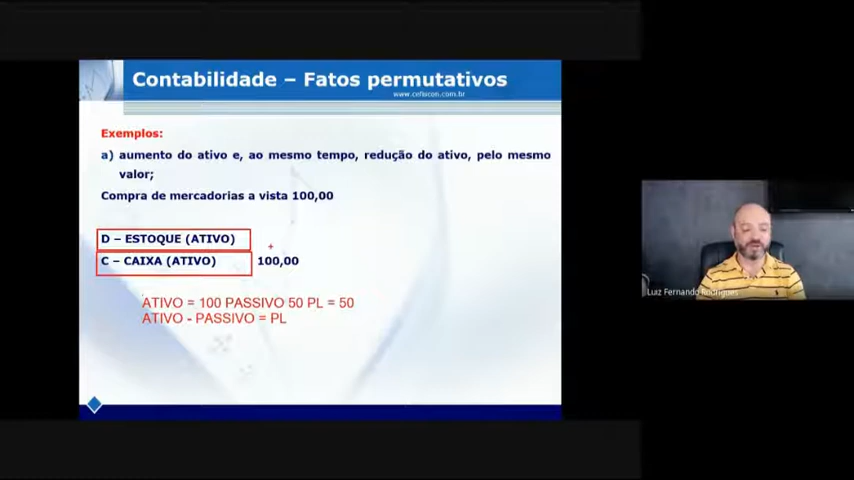 Contabilidade – Fatos permutativos
www.cefiscon.com.br
Exemplos:
a) aumento do ativo e, ao mesmo tempo, redução do ativo, pelo mesmo
valor;
Compra de mercadorias a vista 100,00
D – ESTOQUE (ATIVO)
C – CAIXA (ATIVO) 100,00
ATIVO = 100 PASSIVO 50 PL = 50
ATIVO - PASSIVO = PL
Luiz Fernando Rodrigues